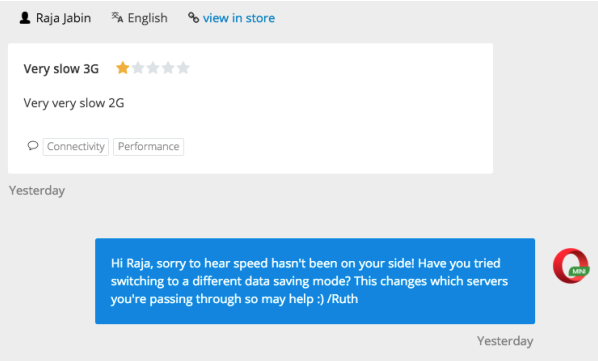 Raja Jabin English view in store
Very slow 3G
Very very slow 2G
Connectivity Performance
Yesterday
Hi Raja, sorry to hear speed hasn't been on your side! Have you tried
switching to a different data saving mode? This changes which servers
you're passing through so may help :) /Ruth
MINI
Yesterday